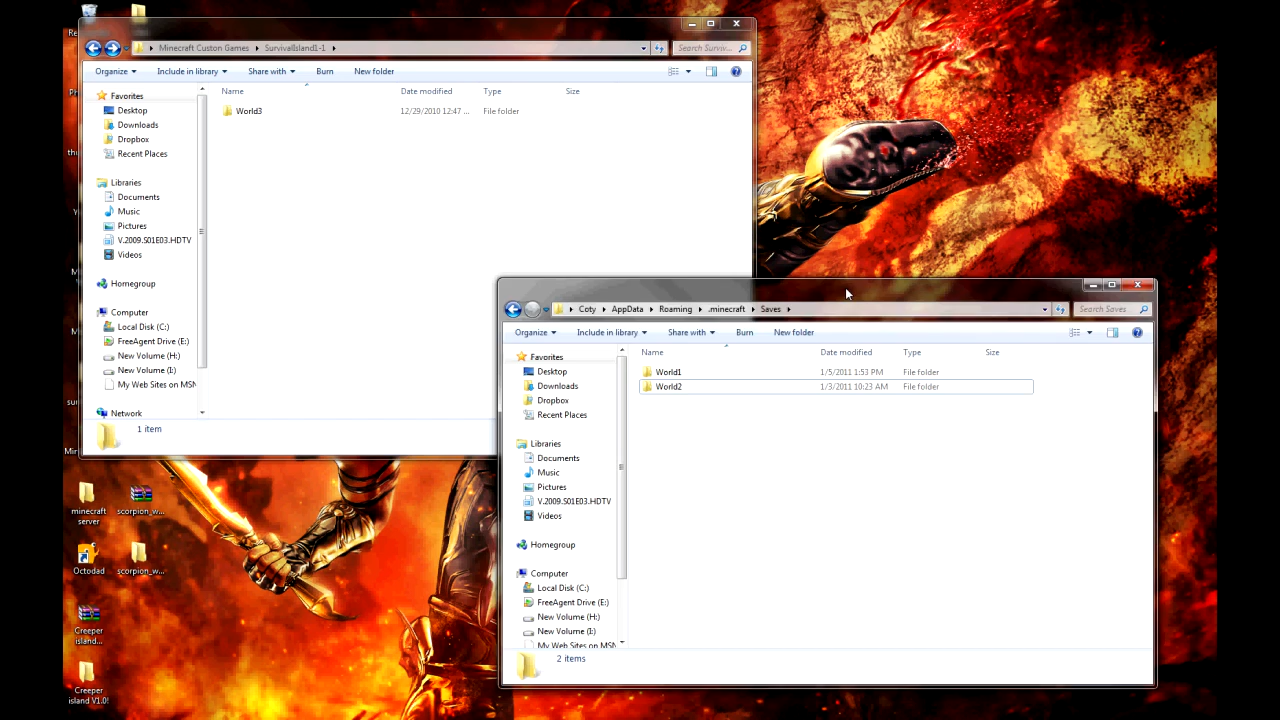 Minecraft Custon Games SurvivalIsland1-1 Search Surviv...
Organize Include in library Share with Burn New folder
Name Date modified Type Size
World3 12/29/2010 12:47 ... File folder
Favorites
Desktop
Downloads
Dropbox
Recent Places
Libraries
Documents
Music
Pictures
V.2009.S01E03.HDTV
Videos
Homegroup
Computer
Local Disk (C:)
FreeAgent Drive (E:)
New Volume (H:)
New Volume (I:)
My Web Sites on MSN
Network
1 item
Coty AppData Roaming .minecraft Saves Search Saves
Organize Include in library Share with Burn New folder
Name Date modified Type Size
World1 1/5/2011 1:53 PM File folder
World2 1/3/2011 10:23 AM File folder
Favorites
Desktop
Downloads
Dropbox
Recent Places
Libraries
Documents
Music
Pictures
V.2009.S01E03.HDTV
Videos
Homegroup
Computer
Local Disk (C:)
FreeAgent Drive (E:)
New Volume (H:)
New Volume (I:)
My Web Sites on MSN
2 items
minecraft
server
scorpion_w...
Octodad
scorpion_w...
Creeper
island...
Creeper
island V1.0!